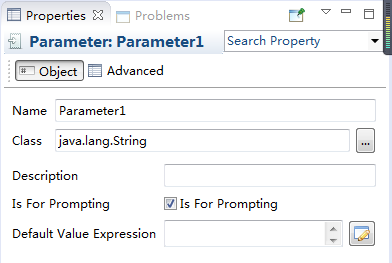 Properties Problems
Parameter: Parameter1 Search Property
Object Advanced
Name Parameter1
Class java.lang.String ...
Description
Is For Prompting Is For Prompting
Default Value Expression